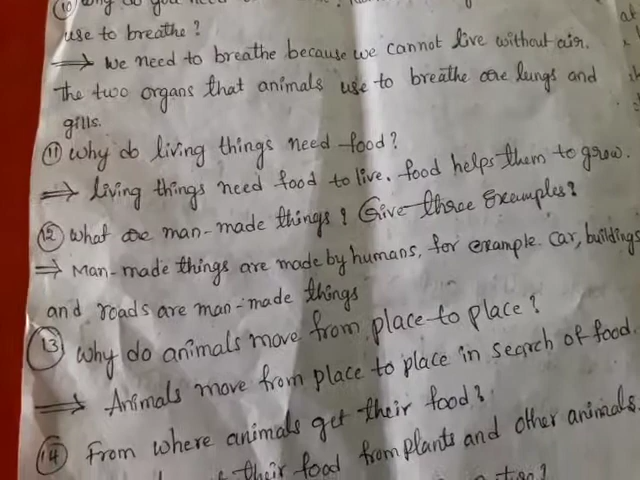 (10) Why do you need
use to breathe?
⇒ We need to breathe because we cannot live without air.
The two organs that animals use to breathe are lungs and
gills.
(11) Why do living things need food?
⇒ living things need food to live. food helps them to grow.
(12) what are man-made things? Give three Examples?
⇒ Man-made things are made by humans, for example. Car, buildings
and roads are man-made things
(13) Why do animals move from place to place?
⇒ Animals move from place to place in search of food.
(14) From where animals get their food?
their food from plants and other animals.